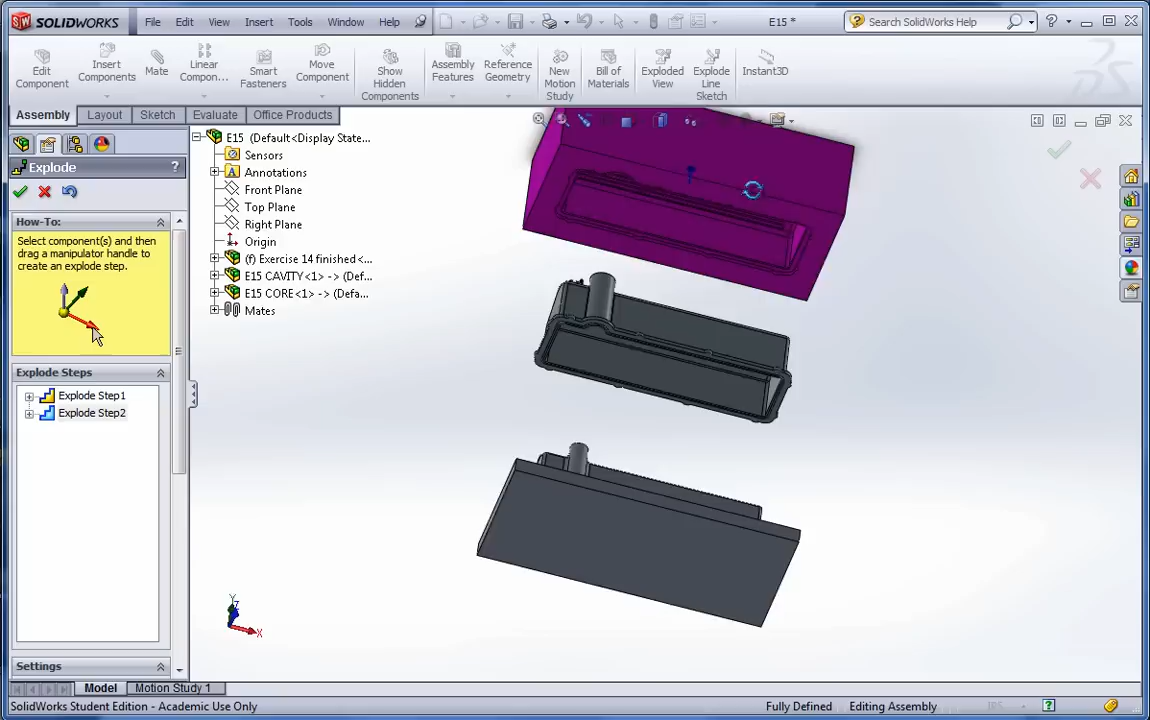 SOLIDWORKS File Edit View Insert Tools Window Help E15 * Search SolidWorks Help ?
Edit Component
Insert Components
Mate
Linear Compon...
Smart Fasteners
Move Component
Show Hidden Components
Assembly Features
Reference Geometry
New Motion Study
Bill of Materials
Exploded View
Explode Line Sketch
Instant3D
Assembly Layout Sketch Evaluate Office Products
Explode ?
How-To:
Select component(s) and then
drag a manipulator handle to
create an explode step.
Explode Steps
Explode Step1
Explode Step2
Settings
E15 (Default<Display State...
Sensors
Annotations
Front Plane
Top Plane
Right Plane
Origin
(f) Exercise 14 finished<...
E15 CAVITY<1> -> (Def...
E15 CORE<1> -> (Defa...
Mates
Y
Z
X
Model Motion Study 1
SolidWorks Student Edition - Academic Use Only Fully Defined Editing Assembly ?